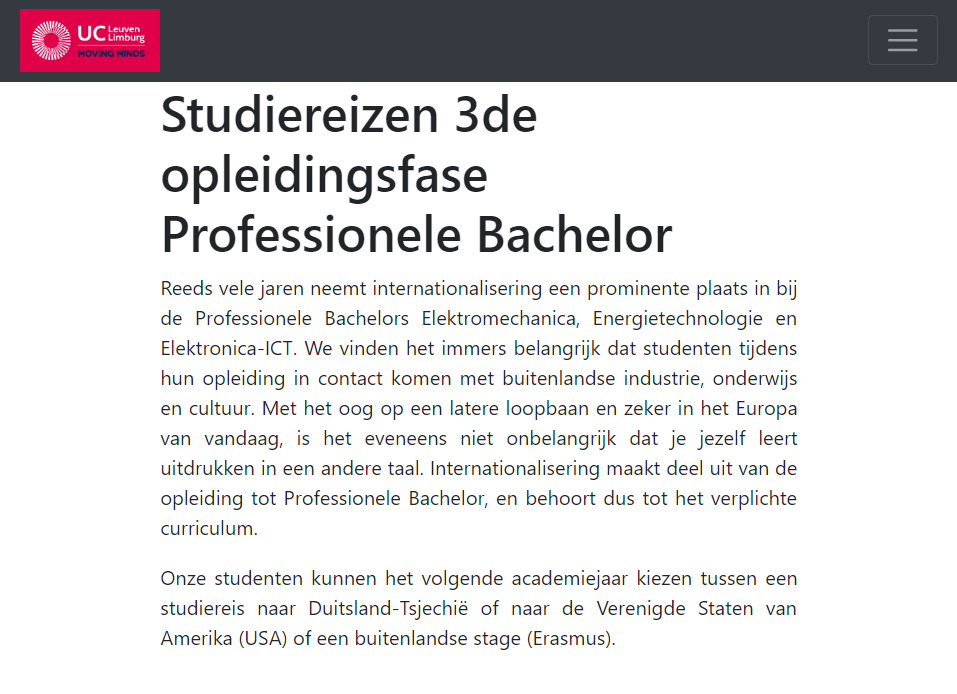 UC Leuven
Limburg
MOVING MINDS
Studiereizen 3de
opleidingsfase
Professionele Bachelor
Reeds vele jaren neemt internationalisering een prominente plaats in bij
de Professionele Bachelors Elektromechanica, Energietechnologie en
Elektronica-ICT. We vinden het immers belangrijk dat studenten tijdens
hun opleiding in contact komen met buitenlandse industrie, onderwijs
en cultuur. Met het oog op een latere loopbaan en zeker in het Europa
van vandaag, is het eveneens niet onbelangrijk dat je jezelf leert
uitdrukken in een andere taal. Internationalisering maakt deel uit van de
opleiding tot Professionele Bachelor, en behoort dus tot het verplichte
curriculum.
Onze studenten kunnen het volgende academiejaar kiezen tussen een
studiereis naar Duitsland-Tsjechië of naar de Verenigde Staten van
Amerika (USA) of een buitenlandse stage (Erasmus).